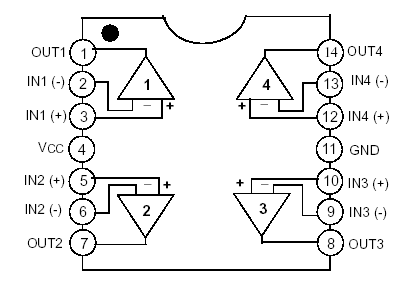 OUT1 1 14 OUT4
IN1 (-) 2 1 4 13 IN4 (-)
− + + −
IN1 (+) 3 12 IN4 (+)
VCC 4 11 GND
IN2 (+) 5 − + + − 10 IN3 (+)
IN2 (-) 6 2 3 9 IN3 (-)
OUT2 7 8 OUT3